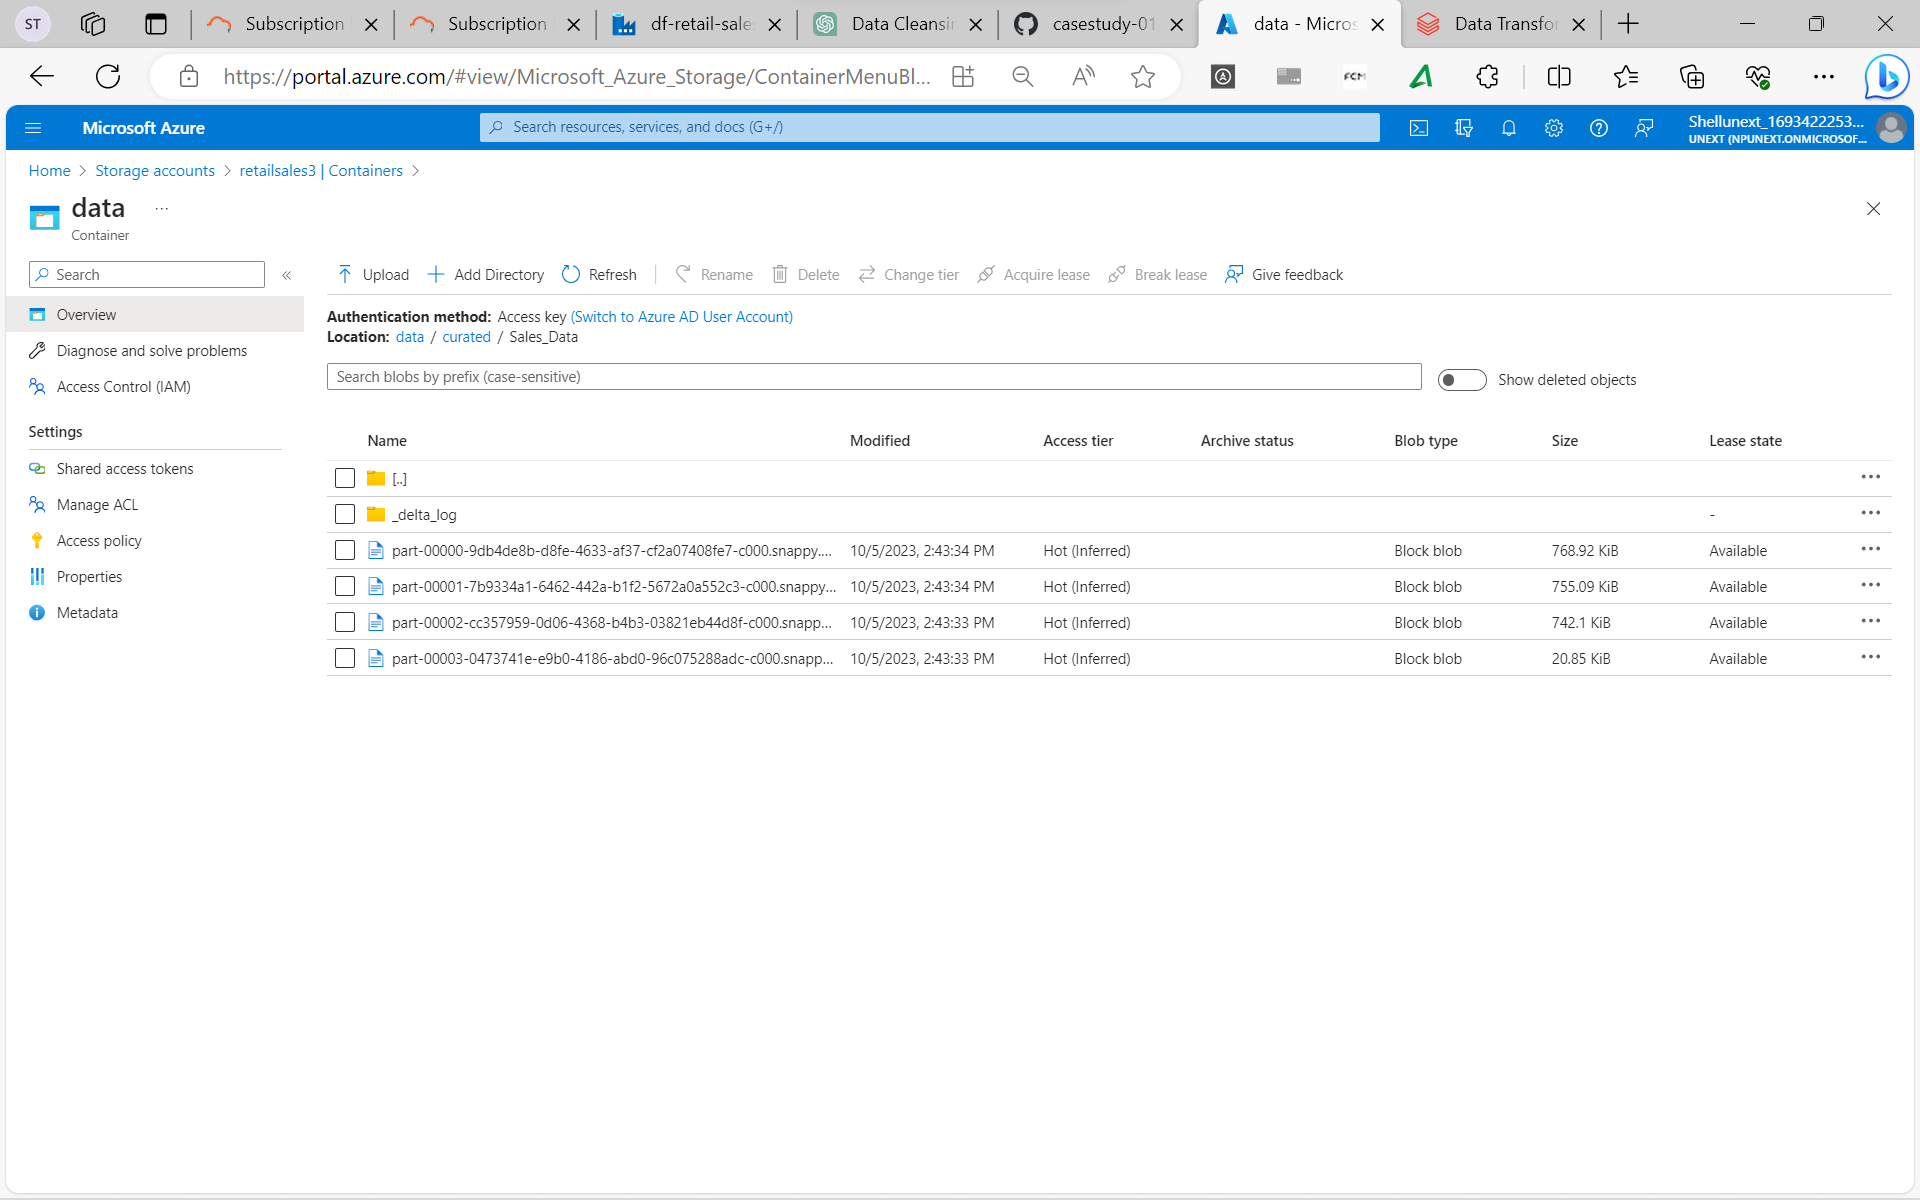 ST
Subscription
Subscription
df-retail-sale
Data Cleansin
casestudy-01
data - Micros
Data Transfor
https://portal.azure.com/#view/Microsoft_Azure_Storage/ContainerMenuBl...
FCM
Microsoft Azure
Search resources, services, and docs (G+/)
Shellunext_1693422253...
UNEXT (NPUNEXT.ONMICROSOF...
Home > Storage accounts > retailsales3 | Containers >
data ...
Container
Search
«
Upload
Add Directory
Refresh
Rename
Delete
Change tier
Acquire lease
Break lease
Give feedback
Overview
Diagnose and solve problems
Access Control (IAM)
Settings
Shared access tokens
Manage ACL
Access policy
Properties
Metadata
Authentication method: Access key (Switch to Azure AD User Account)
Location: data / curated / Sales_Data
Search blobs by prefix (case-sensitive)
Show deleted objects
Name Modified Access tier Archive status Blob type Size Lease state
[..]
_delta_log -
part-00000-9db4de8b-d8fe-4633-af37-cf2a07408fe7-c000.snappy.... 10/5/2023, 2:43:34 PM Hot (Inferred) Block blob 768.92 KiB Available
part-00001-7b9334a1-6462-442a-b1f2-5672a0a552c3-c000.snappy... 10/5/2023, 2:43:34 PM Hot (Inferred) Block blob 755.09 KiB Available
part-00002-cc357959-0d06-4368-b4b3-03821eb44d8f-c000.snapp... 10/5/2023, 2:43:33 PM Hot (Inferred) Block blob 742.1 KiB Available
part-00003-0473741e-e9b0-4186-abd0-96c075288adc-c000.snapp... 10/5/2023, 2:43:33 PM Hot (Inferred) Block blob 20.85 KiB Available